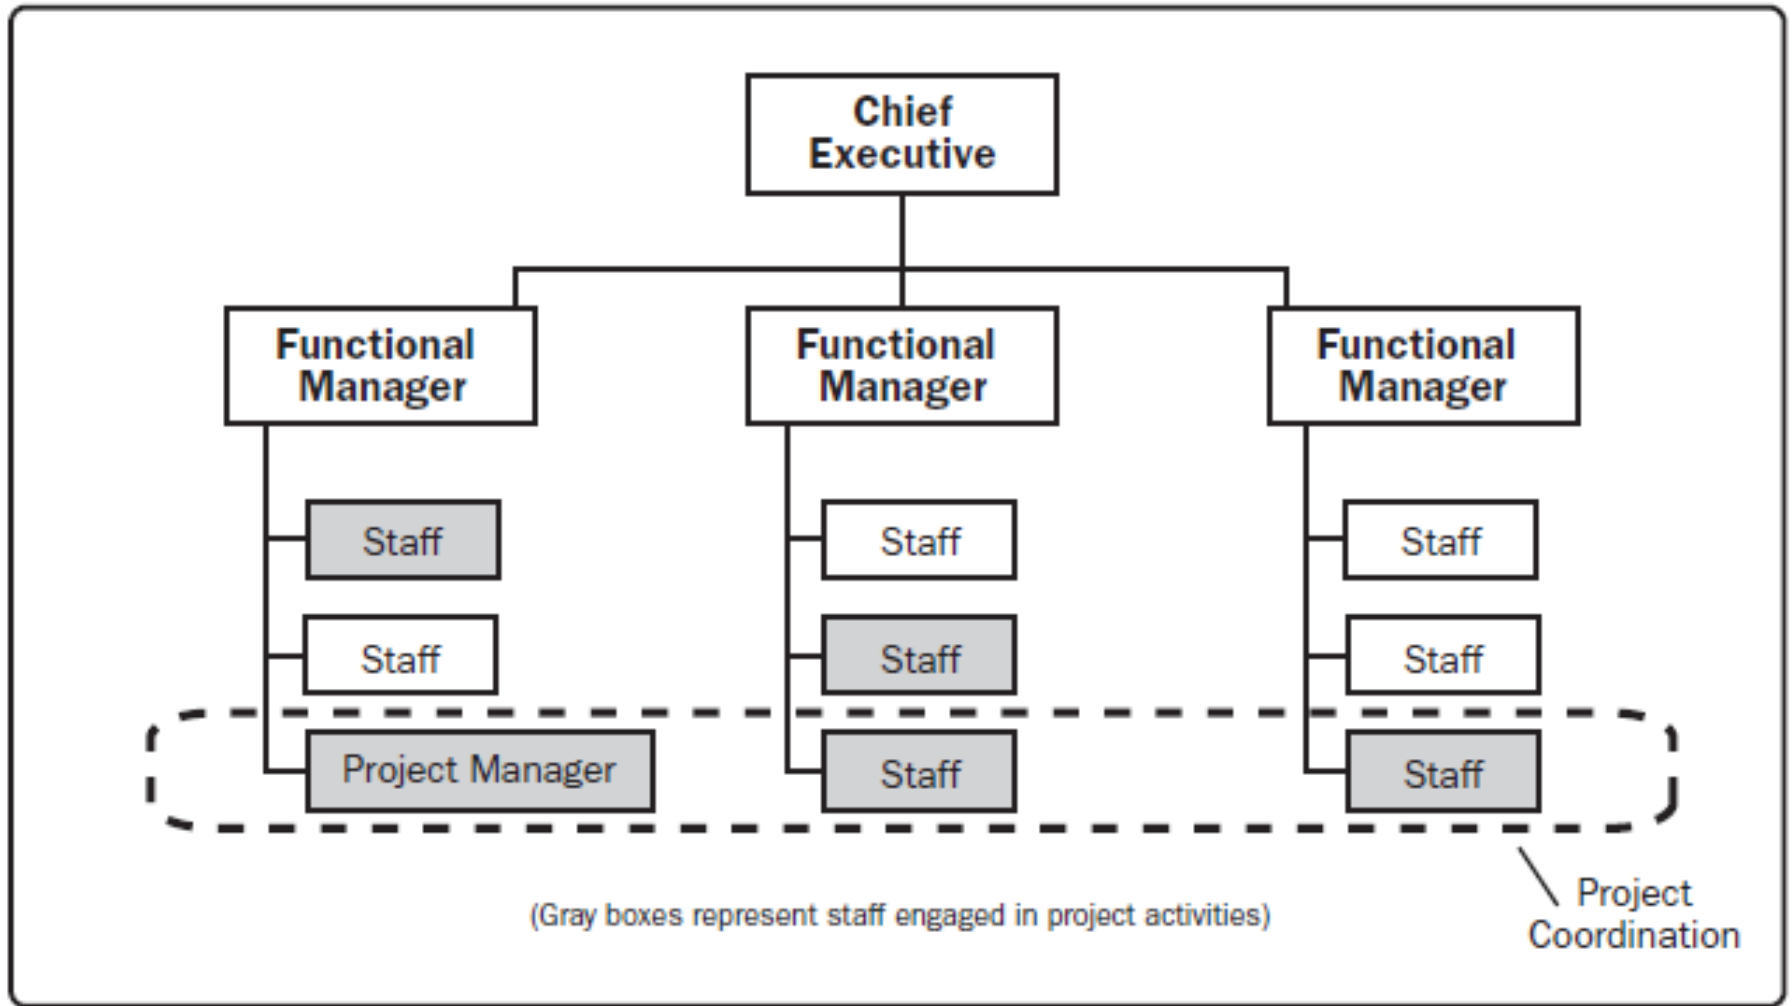 Chief
Executive
Functional
Manager
Functional
Manager
Functional
Manager
Staff
Staff
Staff
Staff
Staff
Staff
Project Manager
Staff
Staff
(Gray boxes represent staff engaged in project activities)
Project
Coordination